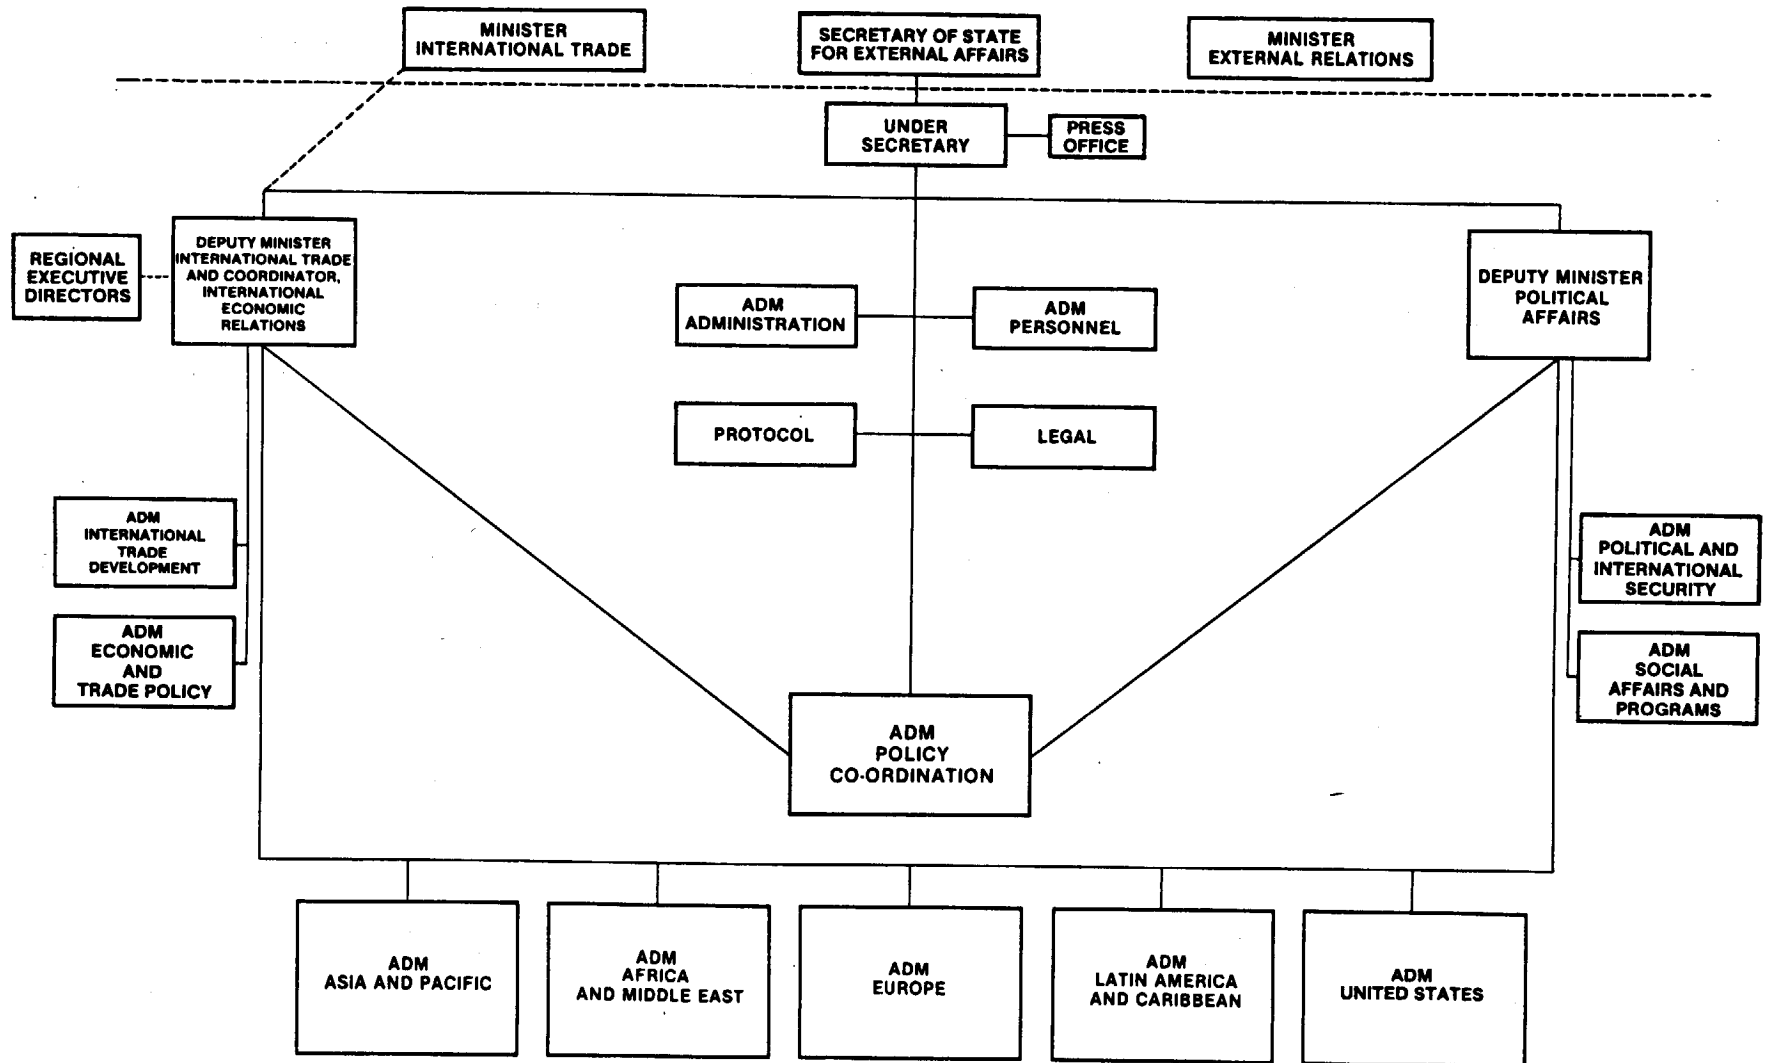 MINISTER
INTERNATIONAL TRADE
SECRETARY OF STATE
FOR EXTERNAL AFFAIRS
MINISTER
EXTERNAL RELATIONS
UNDER
SECRETARY
PRESS
OFFICE
REGIONAL
EXECUTIVE
DIRECTORS
DEPUTY MINISTER
INTERNATIONAL TRADE
AND COORDINATOR,
INTERNATIONAL
ECONOMIC
RELATIONS
ADM
ADMINISTRATION
ADM
PERSONNEL
DEPUTY MINISTER
POLITICAL
AFFAIRS
PROTOCOL
LEGAL
ADM
INTERNATIONAL
TRADE
DEVELOPMENT
ADM
POLITICAL AND
INTERNATIONAL
SECURITY
ADM
ECONOMIC
AND
TRADE POLICY
ADM
SOCIAL
AFFAIRS AND
PROGRAMS
ADM
POLICY
CO-ORDINATION
ADM
ASIA AND PACIFIC
ADM
AFRICA
AND MIDDLE EAST
ADM
EUROPE
ADM
LATIN AMERICA
AND CARIBBEAN
ADM
UNITED STATES